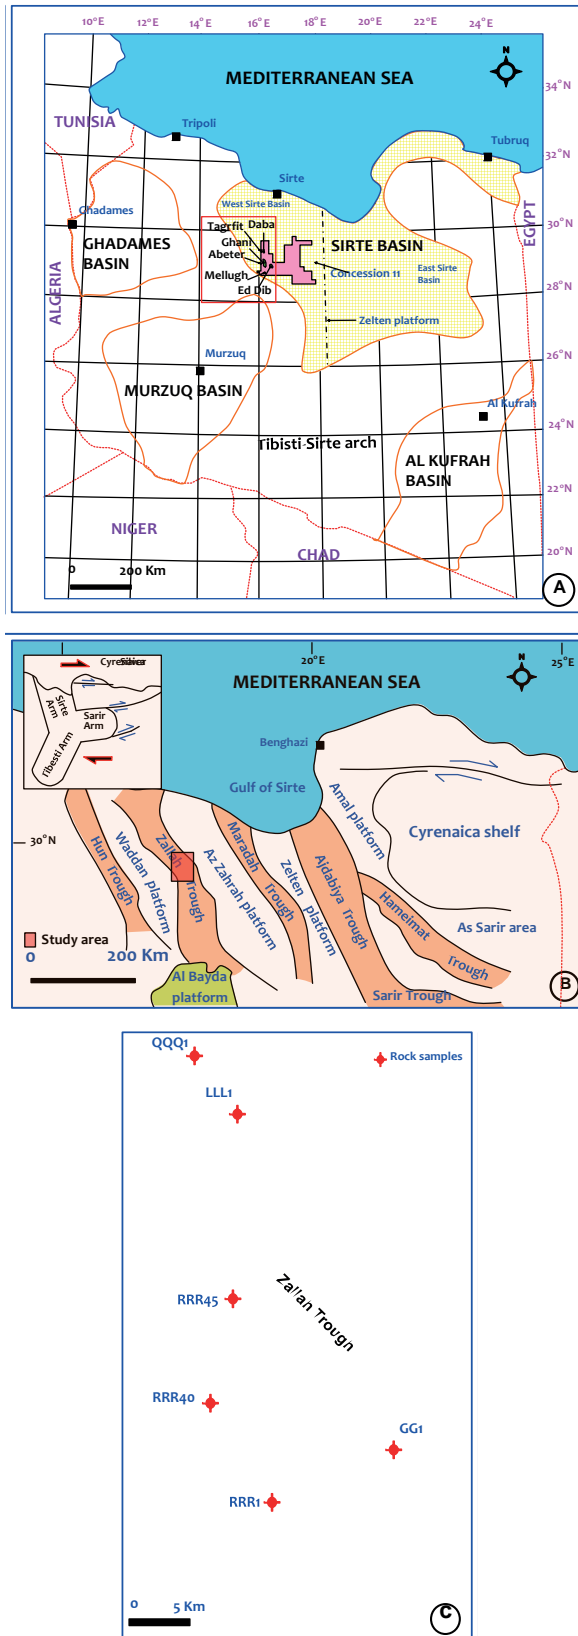 10°E 12°E 14°E 16°E 18°E 20°E 22°E 24°E
N
MEDITERRANEAN SEA
34°N
TUNISIA
Tripoli
Tubruq
32°N
Sirte
West Sirte Basin
Ghadames
Tagrfit Daba
30°N
EGYPT
GHADAMES
BASIN
Ghani
Abeter
SIRTE BASIN
Mellugh
Concession 11
East Sirte
Basin
28°N
ALGERIA
Ed Dib
Zelten platform
26°N
Murzuq
MURZUQ BASIN
Al Kufrah
24°N
Tibisti Sirte arch
AL KUFRAH
BASIN
22°N
NIGER
CHAD
20°N
0 200 Km
A
20°E 25°E
N
Cyrenaica
MEDITERRANEAN SEA
Sirte
Arm
Sarir
Arm
Tibesti Arm
Benghazi
Gulf of Sirte
Amal platform
Cyrenaica shelf
30°N
Hun Trough
Waddan platform
Zallah Trough
Az Zahrah platform
Maradah Trough
Zelten platform
Ajdabiya Trough
Hameimat Trough
As Sarir area
Study area
0 200 Km
Al Bayda
platform
Sarir Trough
B
QQQ1
Rock samples
LLL1
RRR45
Zallah Trough
RRR40
GG1
RRR1
0 5 Km
C